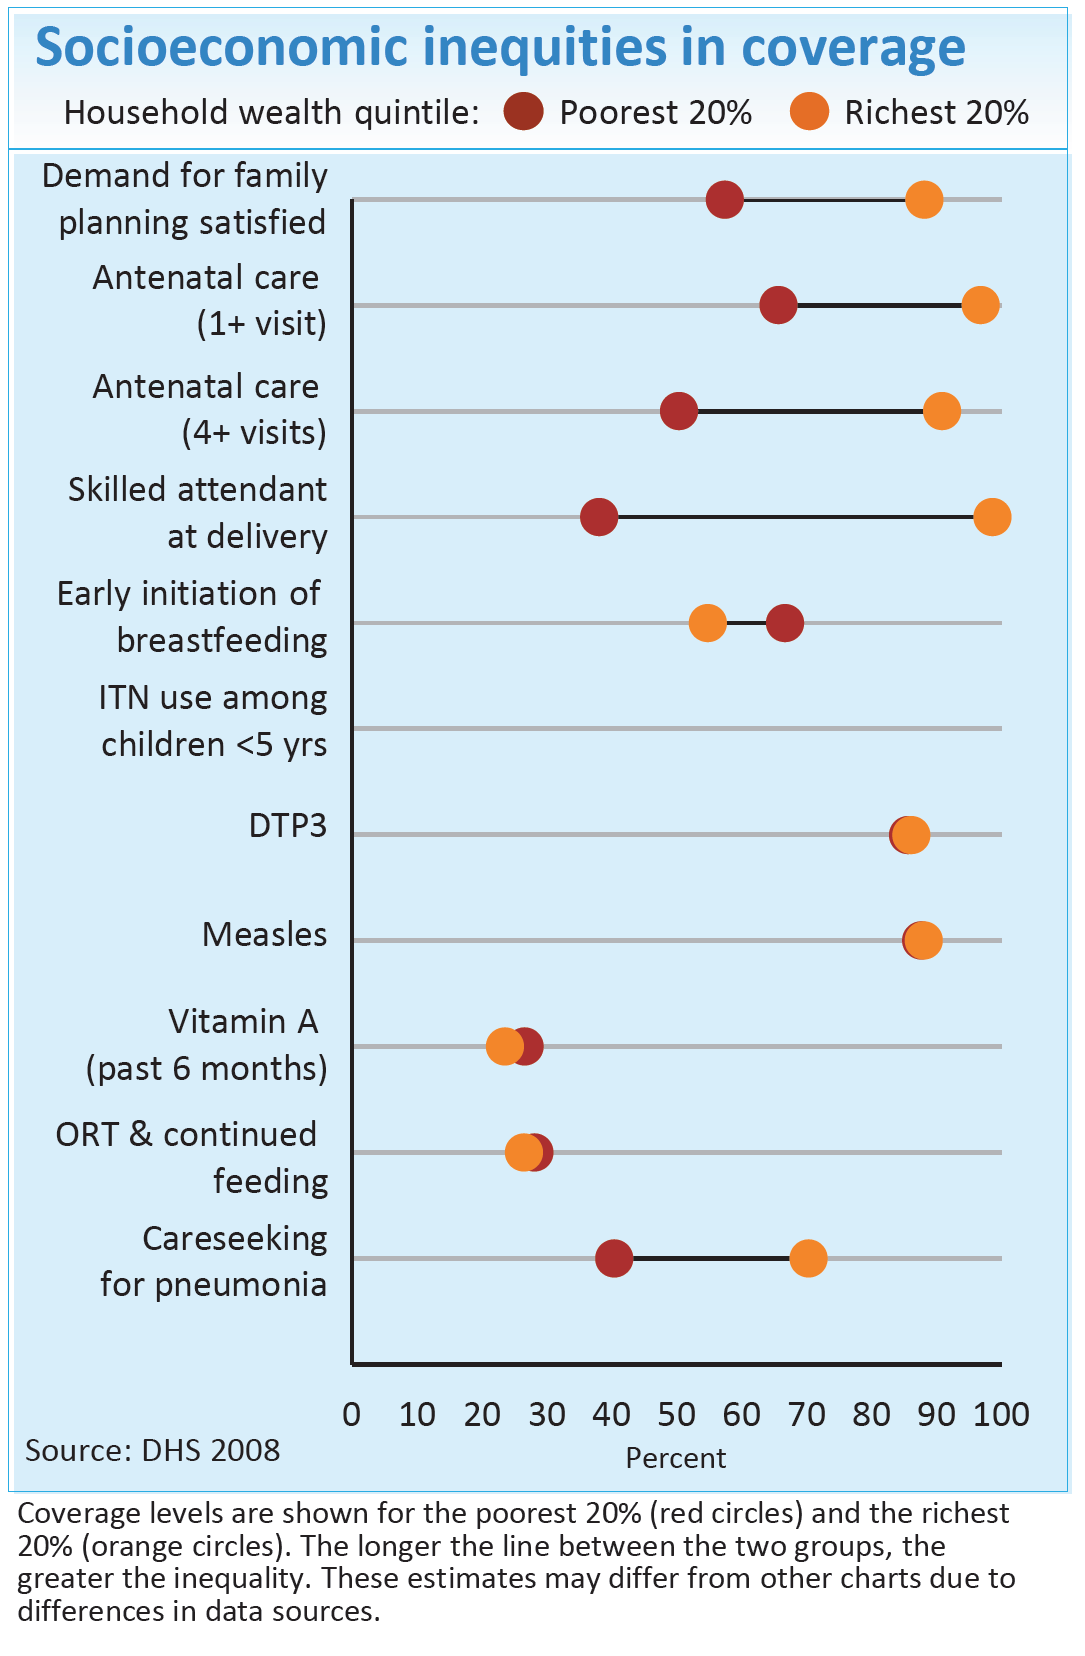 Socioeconomic inequities in coverage
Household wealth quintile: Poorest 20% Richest 20%
Demand for family
planning satisfied
Antenatal care
(1+ visit)
Antenatal care
(4+ visits)
Skilled attendant
at delivery
Early initiation of
breastfeeding
ITN use among
children <5 yrs
DTP3
Measles
Vitamin A
(past 6 months)
ORT & continued
feeding
Careseeking
for pneumonia
0 10 20 30 40 50 60 70 80 90 100
Percent
Source: DHS 2008
Coverage levels are shown for the poorest 20% (red circles) and the richest
20% (orange circles). The longer the line between the two groups, the
greater the inequality. These estimates may differ from other charts due to
differences in data sources.